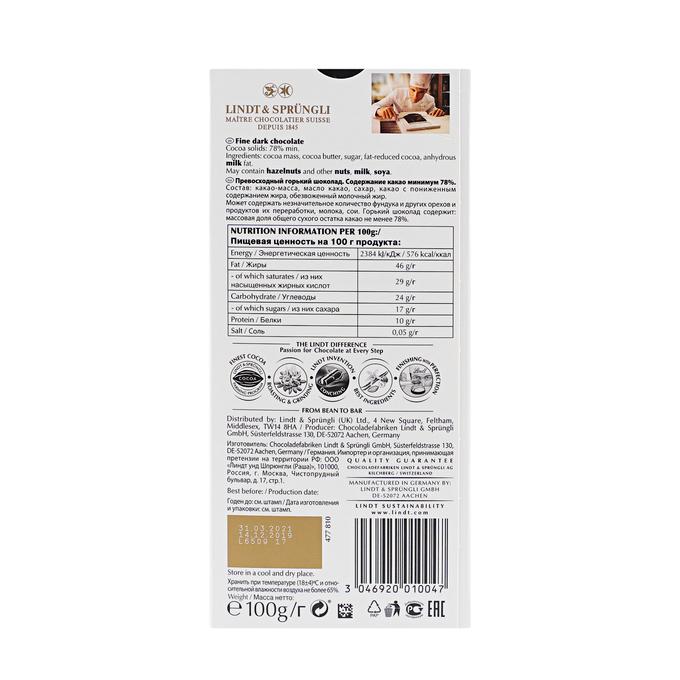 LINDT & SPRÜNGLI
MAÎTRE CHOCOLATIER SUISSE
DEPUIS 1845
Fine dark chocolate
Cocoa solids: 78% min.
Ingredients: cocoa mass, cocoa butter, sugar, fat-reduced cocoa, anhydrous
milk fat.
May contain hazelnuts and other nuts, milk, soya.
Превосходный горький шоколад. Содержание какао минимум 78%.
Состав: какао-масса, масло какао, сахар, какао с пониженным
содержанием жира, обезвоженный молочный жир.
Может содержать незначительное количество фундука и других орехов и
продуктов их переработки, молока, сои. Горький шоколад содержит:
массовая доля общего сухого остатка какао не менее 78%.
NUTRITION INFORMATION PER 100g:/
Пищевая ценность на 100 г продукта:
Energy / Энергетическая ценность 2384 kJ/кДж / 576 kcal/ккал
Fat / Жиры 46 g/г
- of which saturates / из них
насыщенных жирных кислот 29 g/г
Carbohydrate / Углеводы 24 g/г
- of which sugars / из них сахара 17 g/г
Protein / Белки 10 g/г
Salt / Соль 0,05 g/г
THE LINDT DIFFERENCE
Passion for Chocolate at Every Step
FINEST COCOA
LINDT & SPRÜNGLI
COCOA
ROASTING & GRINDING
LINDT INVENTION
CONCHING
BEST INGREDIENTS
FINISHING WITH PERFECTION
FROM BEAN TO BAR
Distributed by: Lindt & Sprüngli (UK) Ltd., 4 New Square, Feltham,
Middlesex, TW14 8HA / Producer: Chocoladefabriken Lindt & Sprüngli
GmbH, Süsterfeldstrasse 130, DE-52072 Aachen, Germany
Изготовитель: Chocoladefabriken Lindt & Sprüngli GmbH, Süsterfeldstrasse 130,
DE-52072 Aachen, Germany / Германия. Импортер и организация, принимающая
претензии на территории РФ: ООО
«Линдт унд Шпрюнгли (Раша)», 101000,
Россия, г. Москва, Чистопрудный
бульвар, д.17, стр.1.
QUALITY GUARANTEE
CHOCOLADEFABRIKEN LINDT & SPRÜNGLI AG
KILCHBERG / SWITZERLAND
MANUFACTURED IN GERMANY BY:
LINDT & SPRÜNGLI GMBH
DE-52072 AACHEN
LINDT SUSTAINABILITY
www.lindt.com
Best before: / Production date:
Годен до: см. штамп / Дата изготовления
и упаковки: см. штамп.
31.03.2021
14.12.2019
L6509 17
477 810
Store in a cool and dry place.
Хранить при температуре (18±4)ºС и отно-
сительной влажности воздуха не более 65%.
Weight / Масса нетто:
℮ 100g/г
PAP
EAC
3 046920 010047